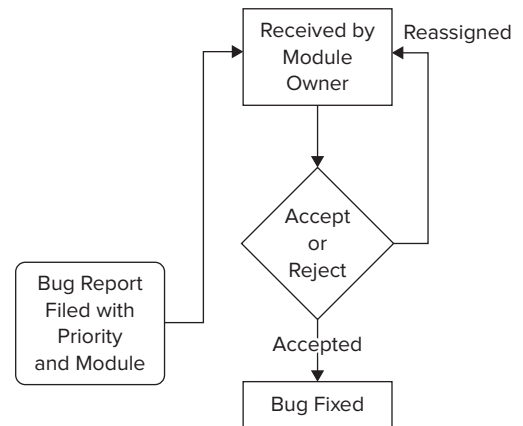 Received by
Module
Owner
Reassigned
Accept
or
Reject
Bug Report
Filed with
Priority
and Module
Accepted
Bug Fixed